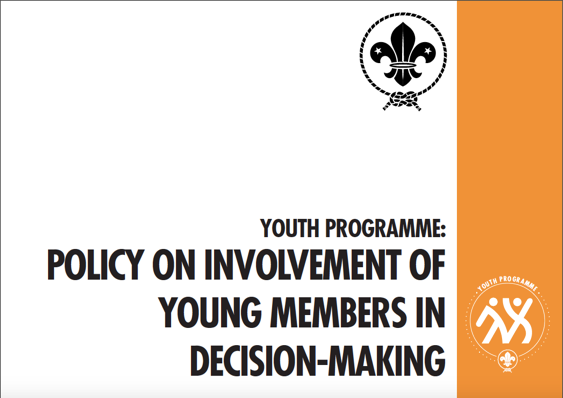 YOUTH PROGRAMME:
POLICY ON INVOLVEMENT OF
YOUNG MEMBERS IN
DECISION-MAKING
YOUTH PROGRAMME